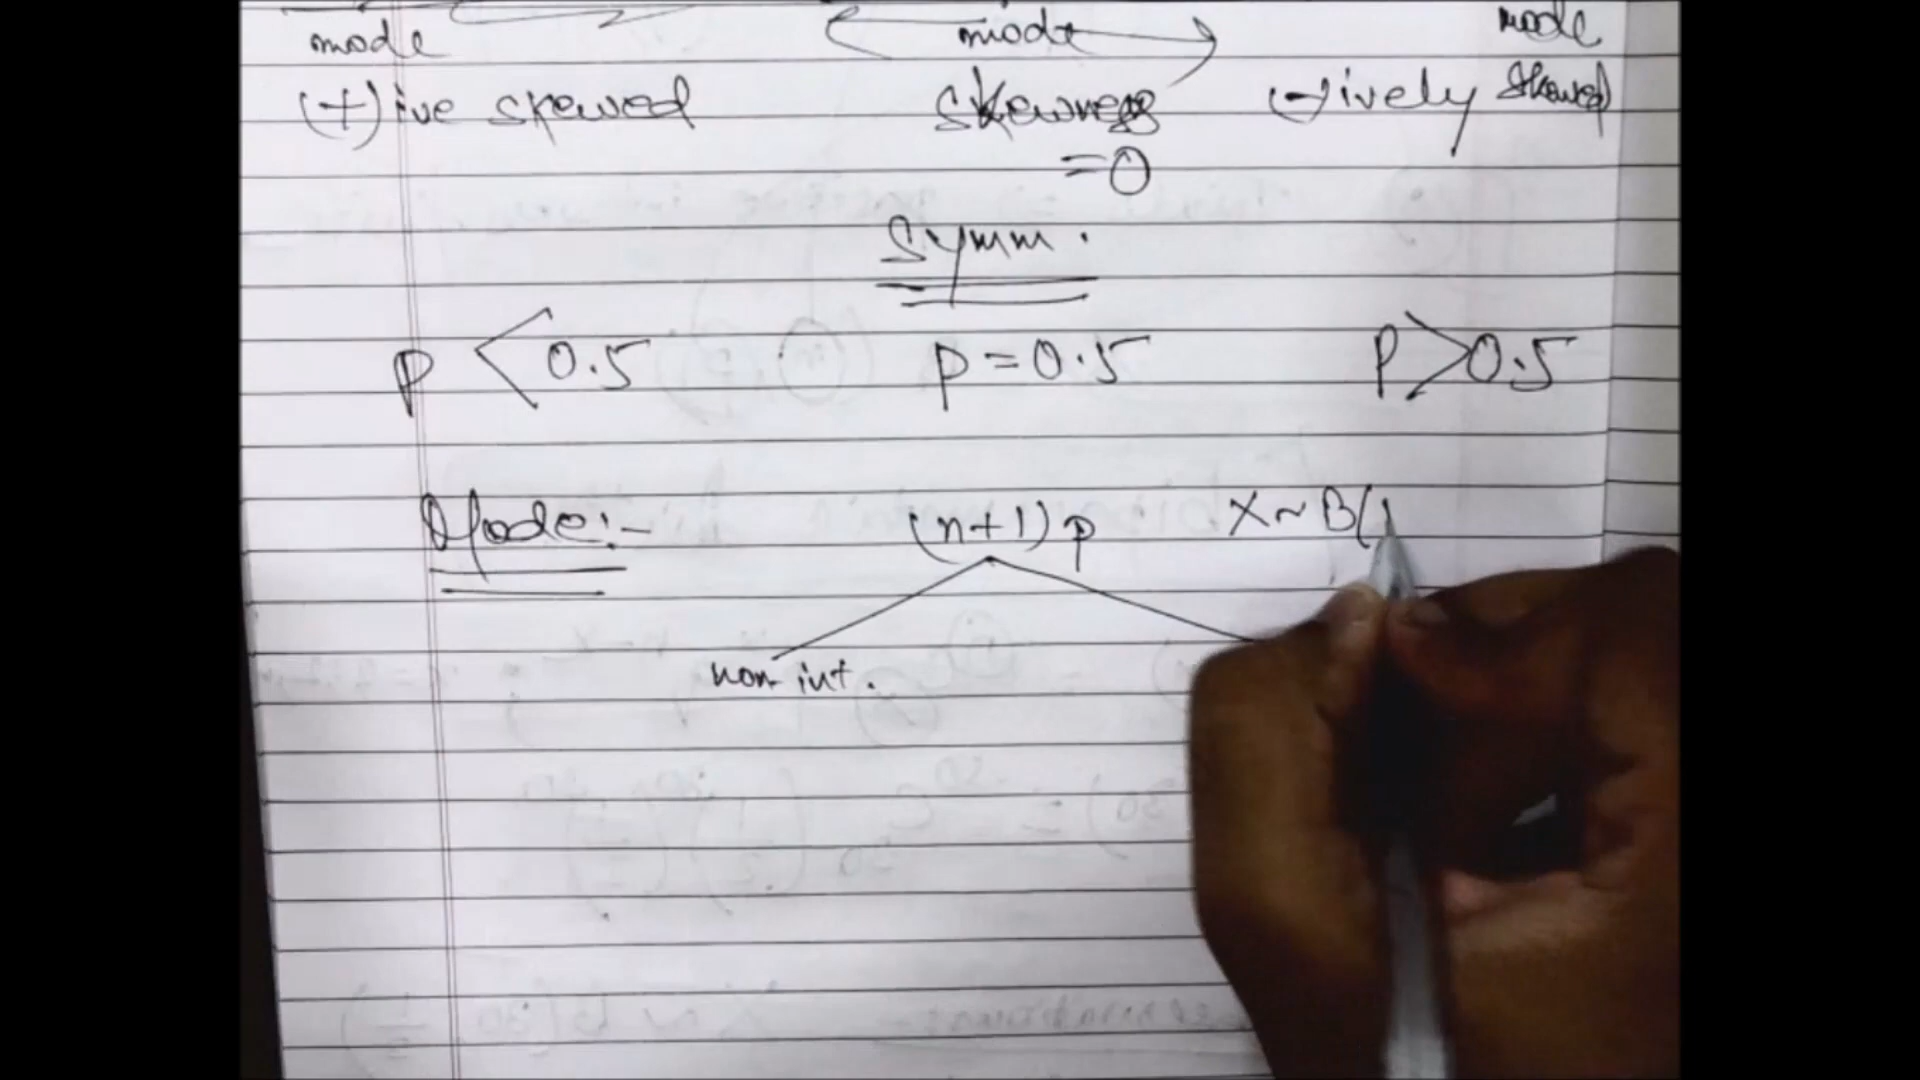 mode mode mode
(+)ive skewed Skewness (-)ively skewed
=0
Symm.
p < 0.5 p = 0.5 p > 0.5
Mode:- (n+1)p X ~ B(
non int.